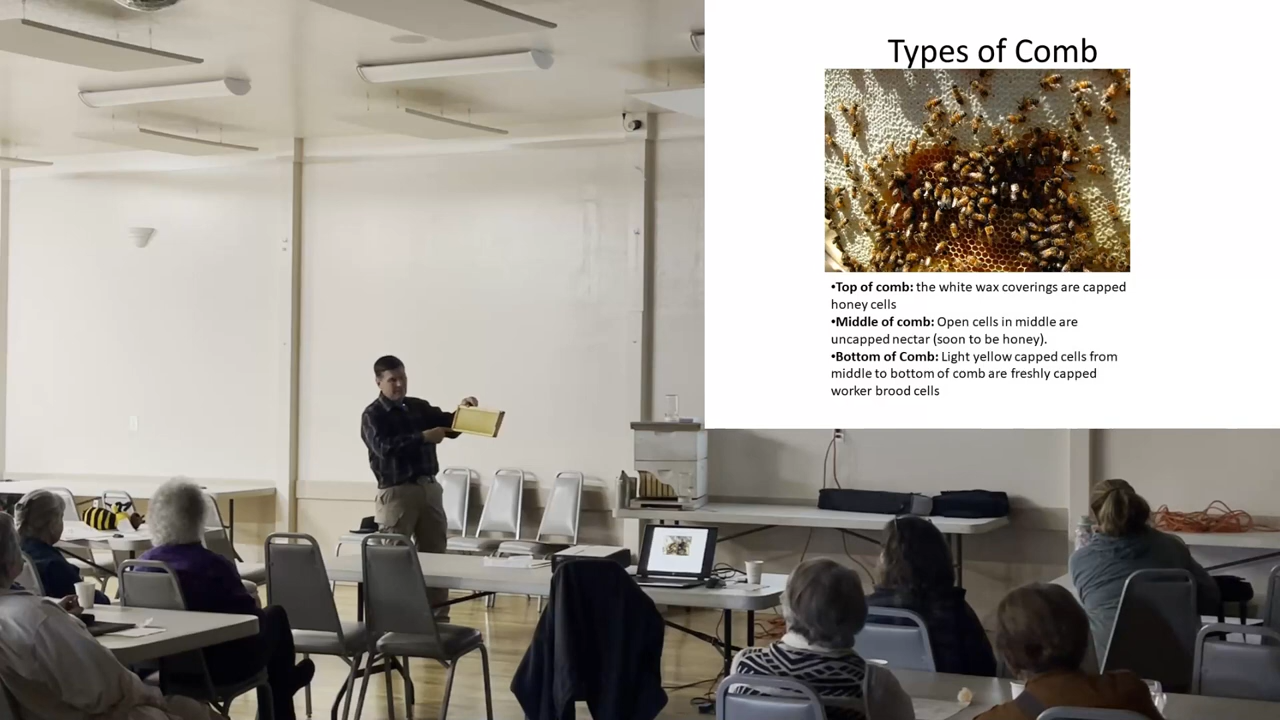 Types of Comb
•Top of comb: the white wax coverings are capped
honey cells
•Middle of comb: Open cells in middle are
uncapped nectar (soon to be honey).
•Bottom of Comb: Light yellow capped cells from
middle to bottom of comb are freshly capped
worker brood cells